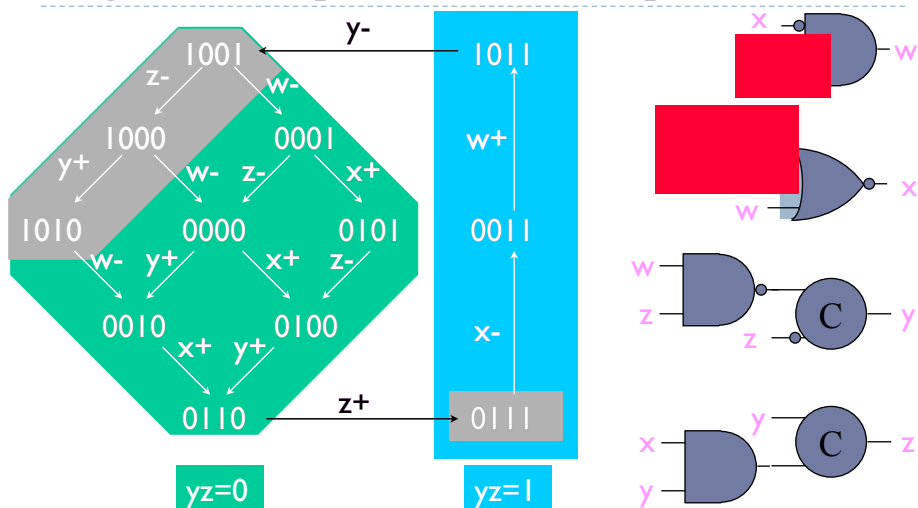 y-
1001
1011
z-
w-
1000
0001
w+
y+
w-
z-
x+
1010
0000
0101
0011
w-
y+
x+
z-
0010
0100
x-
x+
y+
0110
z+
0111
yz=0
yz=1
x
w
x
w
w
z
z
C
y
x
y
y
C
z